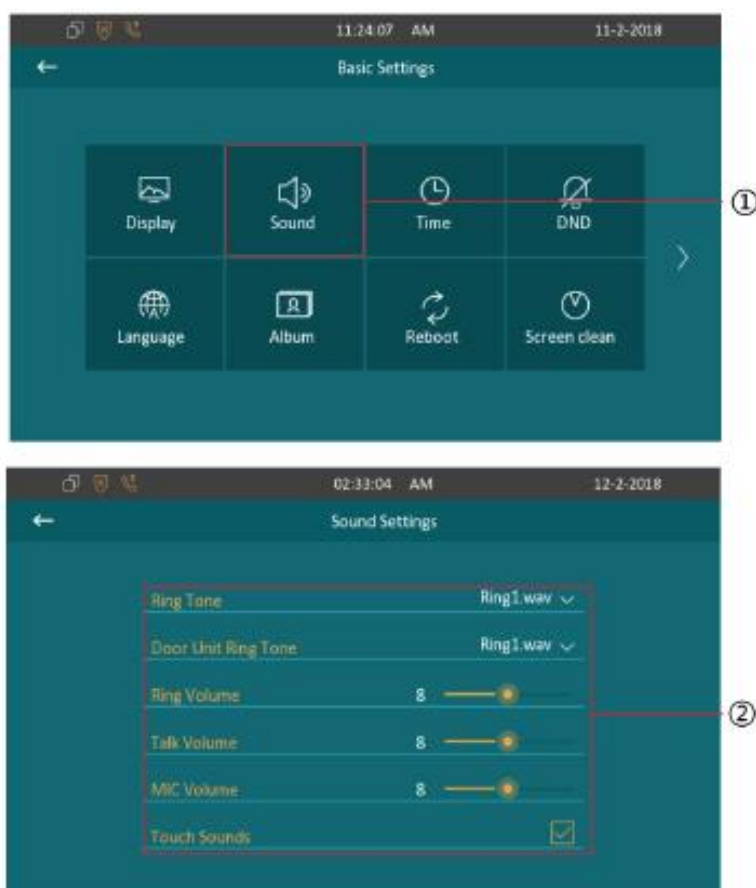 11:24:07 AM 11-2-2018
Basic Settings
Display Sound Time DND
①
Language Album Reboot Screen clean
02:33:04 AM 12-2-2018
Sound Settings
Ring Tone Ring1.wav
Door Unit Ring Tone Ring1.wav
Ring Volume 8
②
Talk Volume 8
MIC Volume 8
Touch Sounds